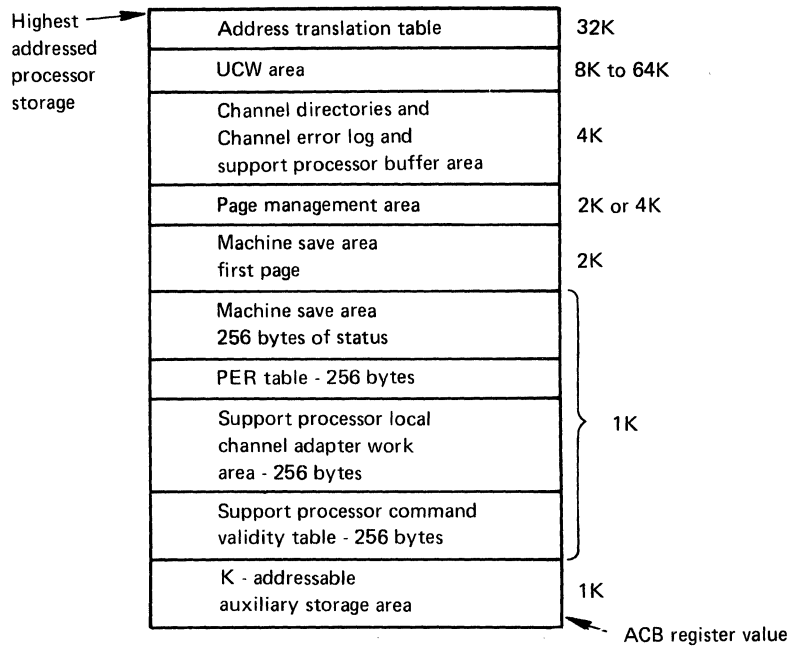 Highest
addressed
processor
storage
Address translation table
32K
UCW area
8K to 64K
Channel directories and
Channel error log and
support processor buffer area
4K
Page management area
2K or 4K
Machine save area
first page
2K
Machine save area
256 bytes of status
PER table - 256 bytes
Support processor local
channel adapter work
area - 256 bytes
Support processor command
validity table - 256 bytes
1K
K - addressable
auxiliary storage area
1K
ACB register value